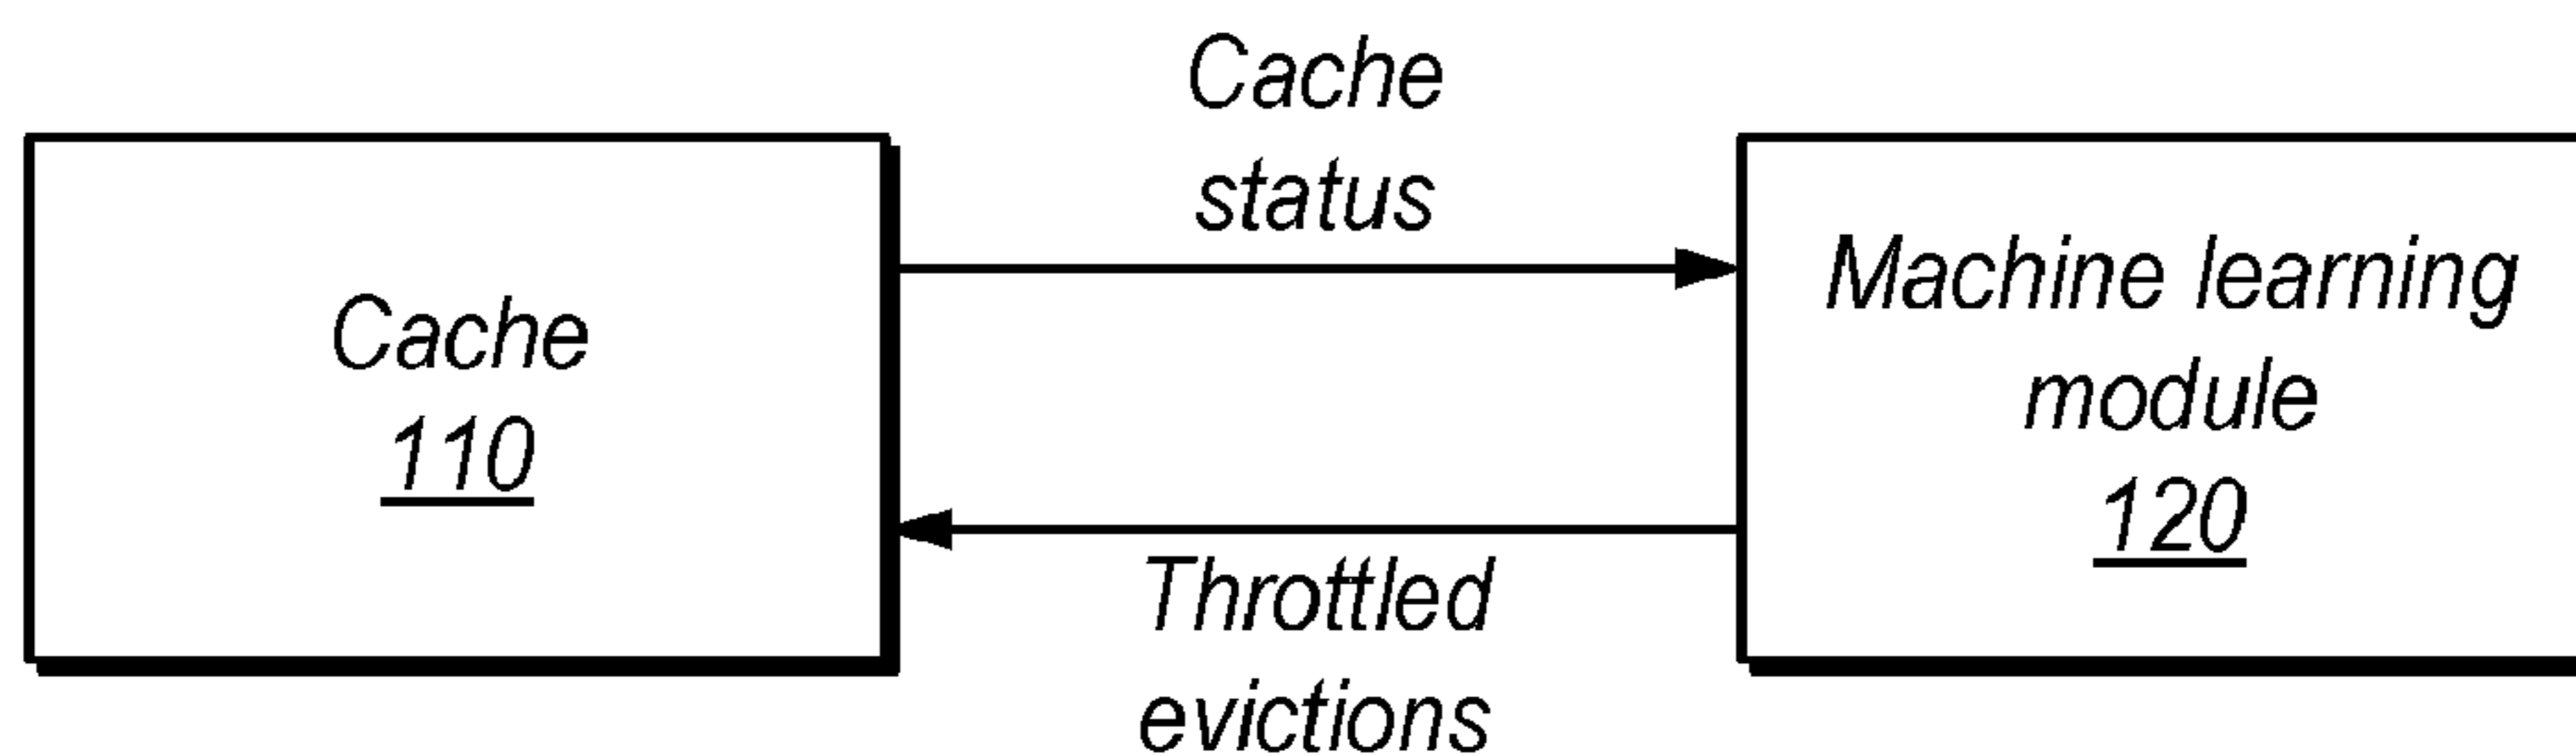 Cache
status
Cache
110
Machine learning
module
120
Throttled
evictions